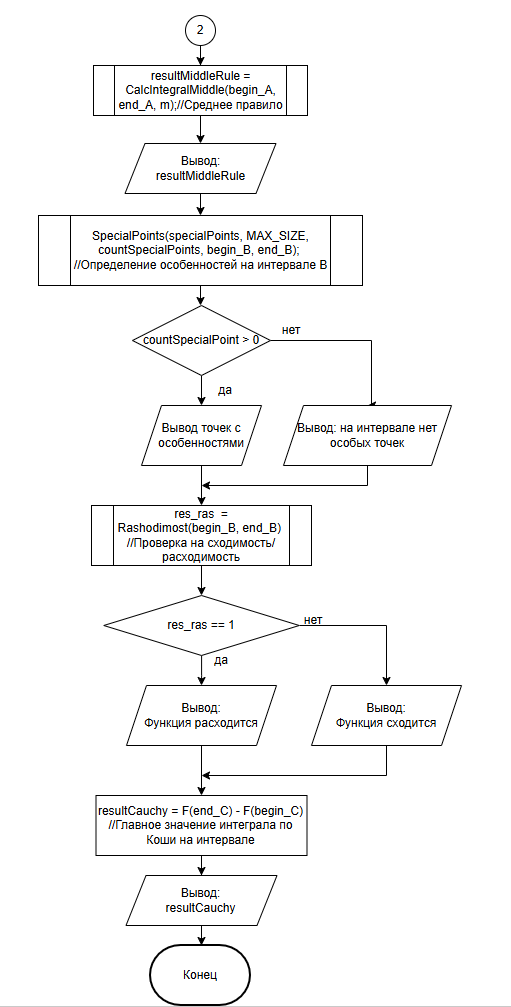 2
resultMiddleRule =
CalcIntegralMiddle(begin_A,
end_A, m);//Среднее правило
Вывод:
resultMiddleRule
SpecialPoints(specialPoints, MAX_SIZE,
countSpecialPoints, begin_B, end_B);
//Определение особенностей на интервале B
countSpecialPoint > 0
нет
да
Вывод точек с
особенностями
Вывод: на интервале нет
особых точек
res_ras =
Rashodimost(begin_B, end_B)
//Проверка на сходимость/
расходимость
res_ras == 1
нет
да
Вывод:
Функция расходится
Вывод:
Функция сходится
resultCauchy = F(end_C) - F(begin_C)
//Главное значение интеграла по
Коши на интервале
Вывод:
resultCauchy
Конец